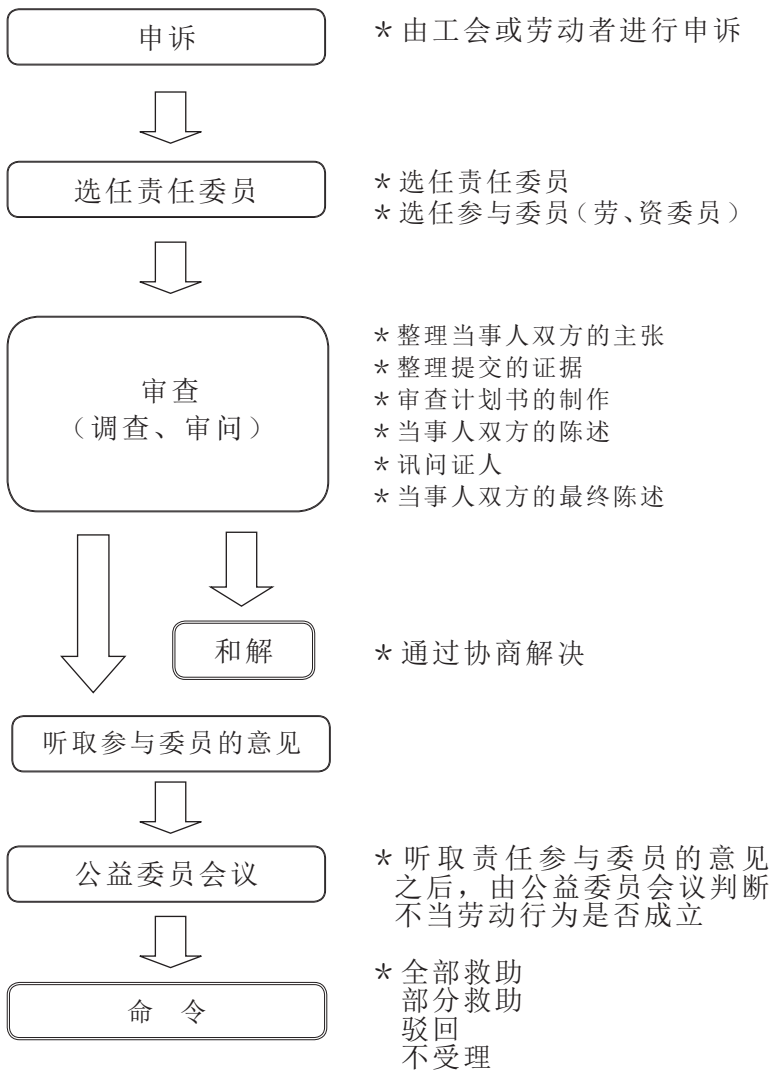 申诉
*由工会或劳动者进行申诉
选任责任委员
*选任责任委员
*选任参与委员(劳、资委员)
审查
(调查、审问)
*整理当事人双方的主张
*整理提交的证据
*审查计划书的制作
*当事人双方的陈述
*讯问证人
*当事人双方的最终陈述
和解
*通过协商解决
听取参与委员的意见
公益委员会议
*听取责任参与委员的意见
之后，由公益委员会议判断
不当劳动行为是否成立
命 令
*全部救助
部分救助
驳回
不受理